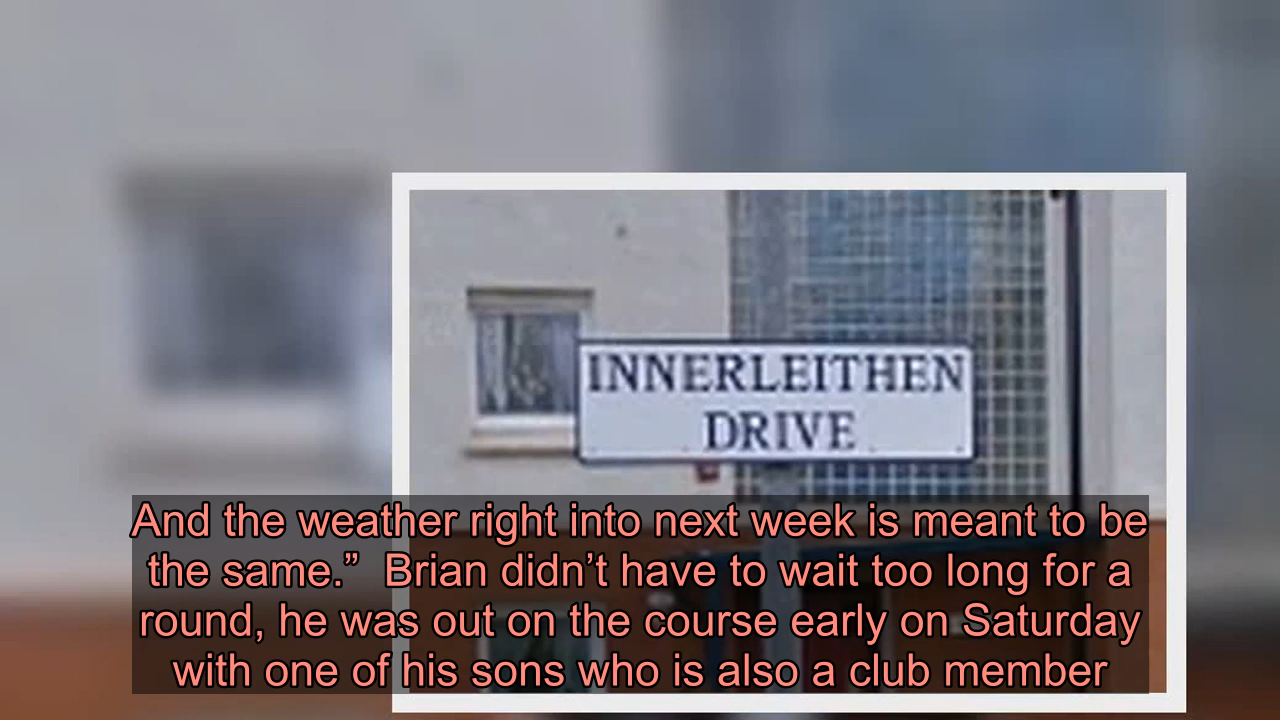 INNERLEITHEN
DRIVE
And the weather right into next week is meant to be
the same.”  Brian didn’t have to wait too long for a
round, he was out on the course early on Saturday
with one of his sons who is also a club member